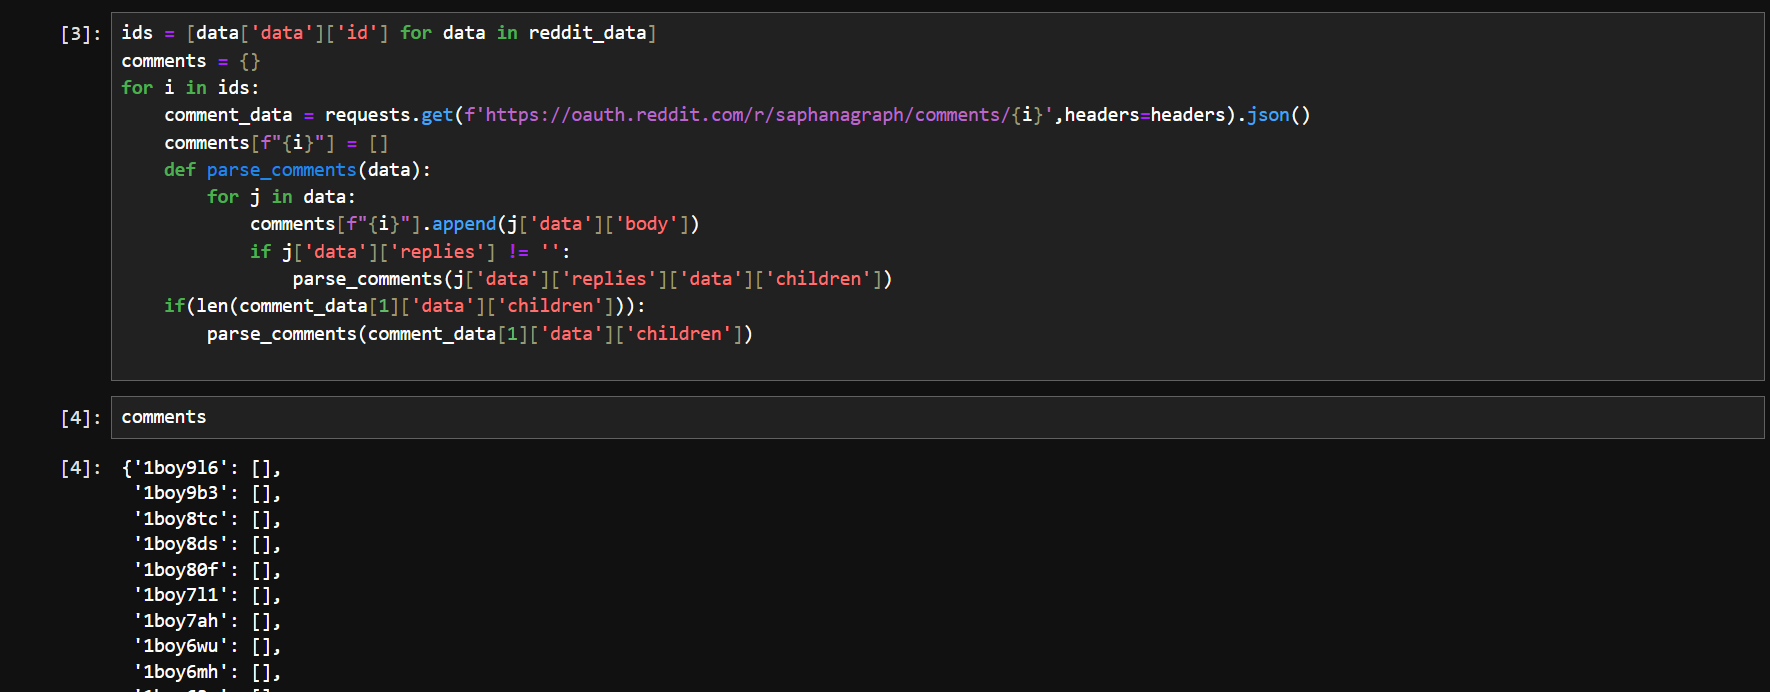 [3]: ids = [data['data']['id'] for data in reddit_data]
comments = {}
for i in ids:
    comment_data = requests.get(f'https://oauth.reddit.com/r/saphanagraph/comments/{i}',headers=headers).json()
    comments[f"{i}"] = []
    def parse_comments(data):
        for j in data:
            comments[f"{i}"].append(j['data']['body'])
            if j['data']['replies'] != '':
                parse_comments(j['data']['replies']['data']['children'])
    if(len(comment_data[1]['data']['children'])):
        parse_comments(comment_data[1]['data']['children'])
[4]: comments
[4]: {'1boy9l6': [],
'1boy9b3': [],
'1boy8tc': [],
'1boy8ds': [],
'1boy80f': [],
'1boy7l1': [],
'1boy7ah': [],
'1boy6wu': [],
'1boy6mh': [],